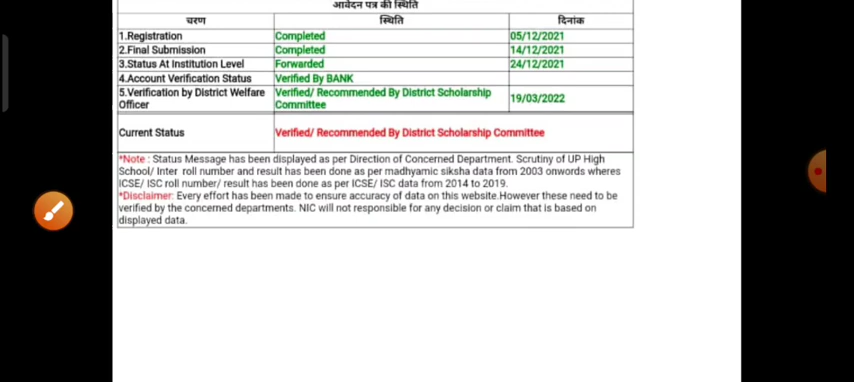 आवेदन पत्र की स्थिति
चरण स्थिति दिनांक
1.Registration Completed 05/12/2021
2.Final Submission Completed 14/12/2021
3.Status At Institution Level Forwarded 24/12/2021
4.Account Verification Status Verified By BANK
5.Verification by District Welfare Officer Verified/ Recommended By District Scholarship Committee 19/03/2022
Current Status Verified/ Recommended By District Scholarship Committee
*Note : Status Message has been displayed as per Direction of Concerned Department. Scrutiny of UP High
School/ Inter roll number and result has been done as per madhyamic siksha data from 2003 onwords wheres
ICSE/ ISC roll number/ result has been done as per ICSE/ ISC data from 2014 to 2019.
*Disclaimer: Every effort has been made to ensure accuracy of data on this website.However these need to be
verified by the concerned departments. NIC will not responsible for any decision or claim that is based on
displayed data.